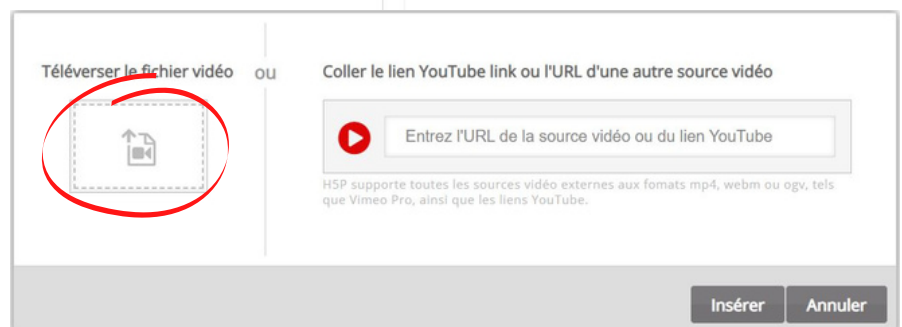 Téléverser le fichier vidéo
ou
Coller le lien YouTube link ou l'URL d'une autre source vidéo
Entrez l'URL de la source vidéo ou du lien YouTube
H5P supporte toutes les sources vidéo externes aux fomats mp4, webm ou ogv, tels
que Vimeo Pro, ainsi que les liens YouTube.
Insérer
Annuler